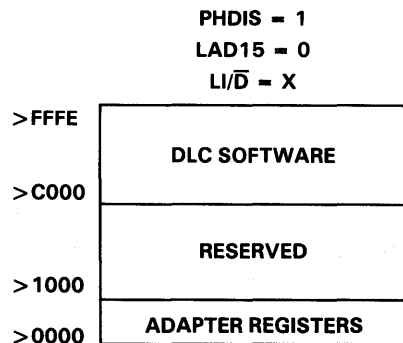 PHDIS = 1
LAD15 = 0
LI/D̅ = X
>FFFE
DLC SOFTWARE
>C000
RESERVED
>1000
ADAPTER REGISTERS
>0000